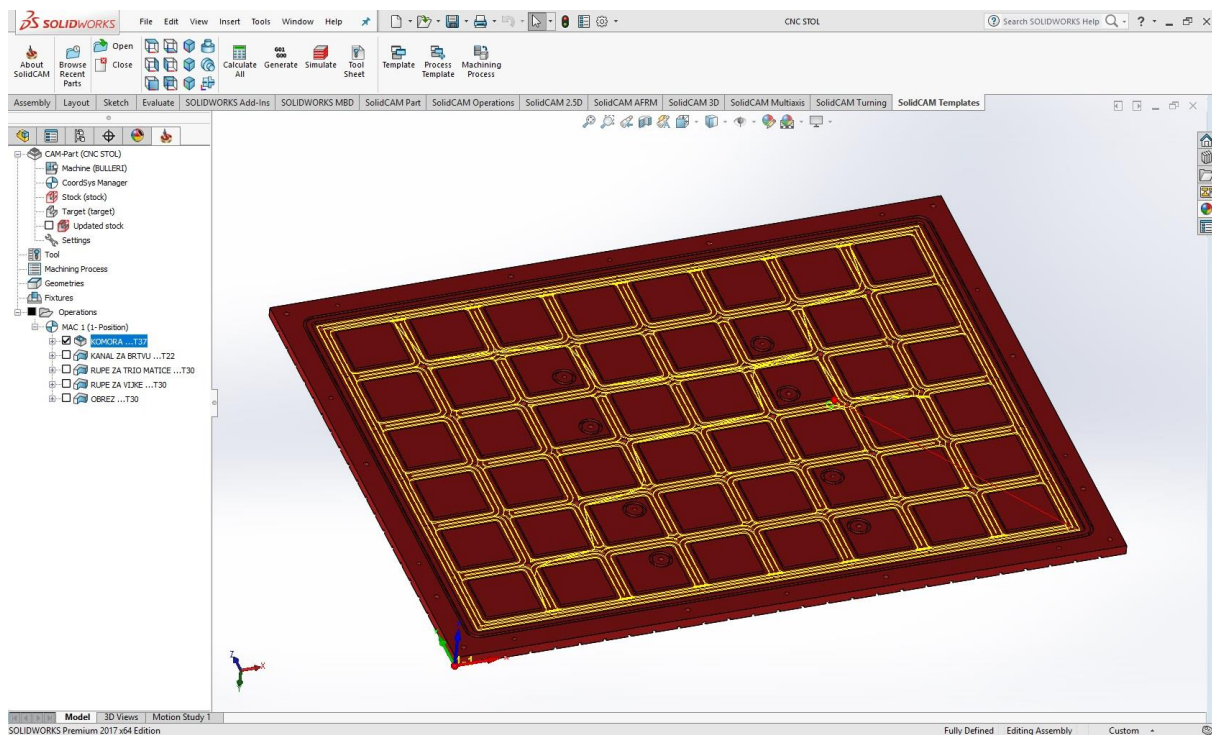 SOLIDWORKS File Edit View Insert Tools Window Help CNC STOL Search SOLIDWORKS Help
About SolidCAM
Browse Recent Parts
Open
Close
Calculate All
G01 G00
Generate
Simulate
Tool Sheet
Template
Process Template
Machining Process
Assembly Layout Sketch Evaluate SOLIDWORKS Add-Ins SOLIDWORKS MBD SolidCAM Part SolidCAM Operations SolidCAM 2.5D SolidCAM AFRM SolidCAM 3D SolidCAM Multiaxis SolidCAM Turning SolidCAM Templates
CAM-Part (CNC STOL)
Machine (BULLERI)
CoordSys Manager
Stock (stock)
Target (target)
Updated stock
Settings
Tool
Machining Process
Geometries
Fixtures
Operations
MAC 1 (1- Position)
KOMORA ...T37
KANAL ZA BRTVU ...T22
RUPE ZA TRIO MATICE ...T30
RUPE ZA VIJKE ...T30
OBREZ ...T30
Z
X
Y
Model 3D Views Motion Study 1
SOLIDWORKS Premium 2017 x64 Edition Fully Defined Editing Assembly Custom